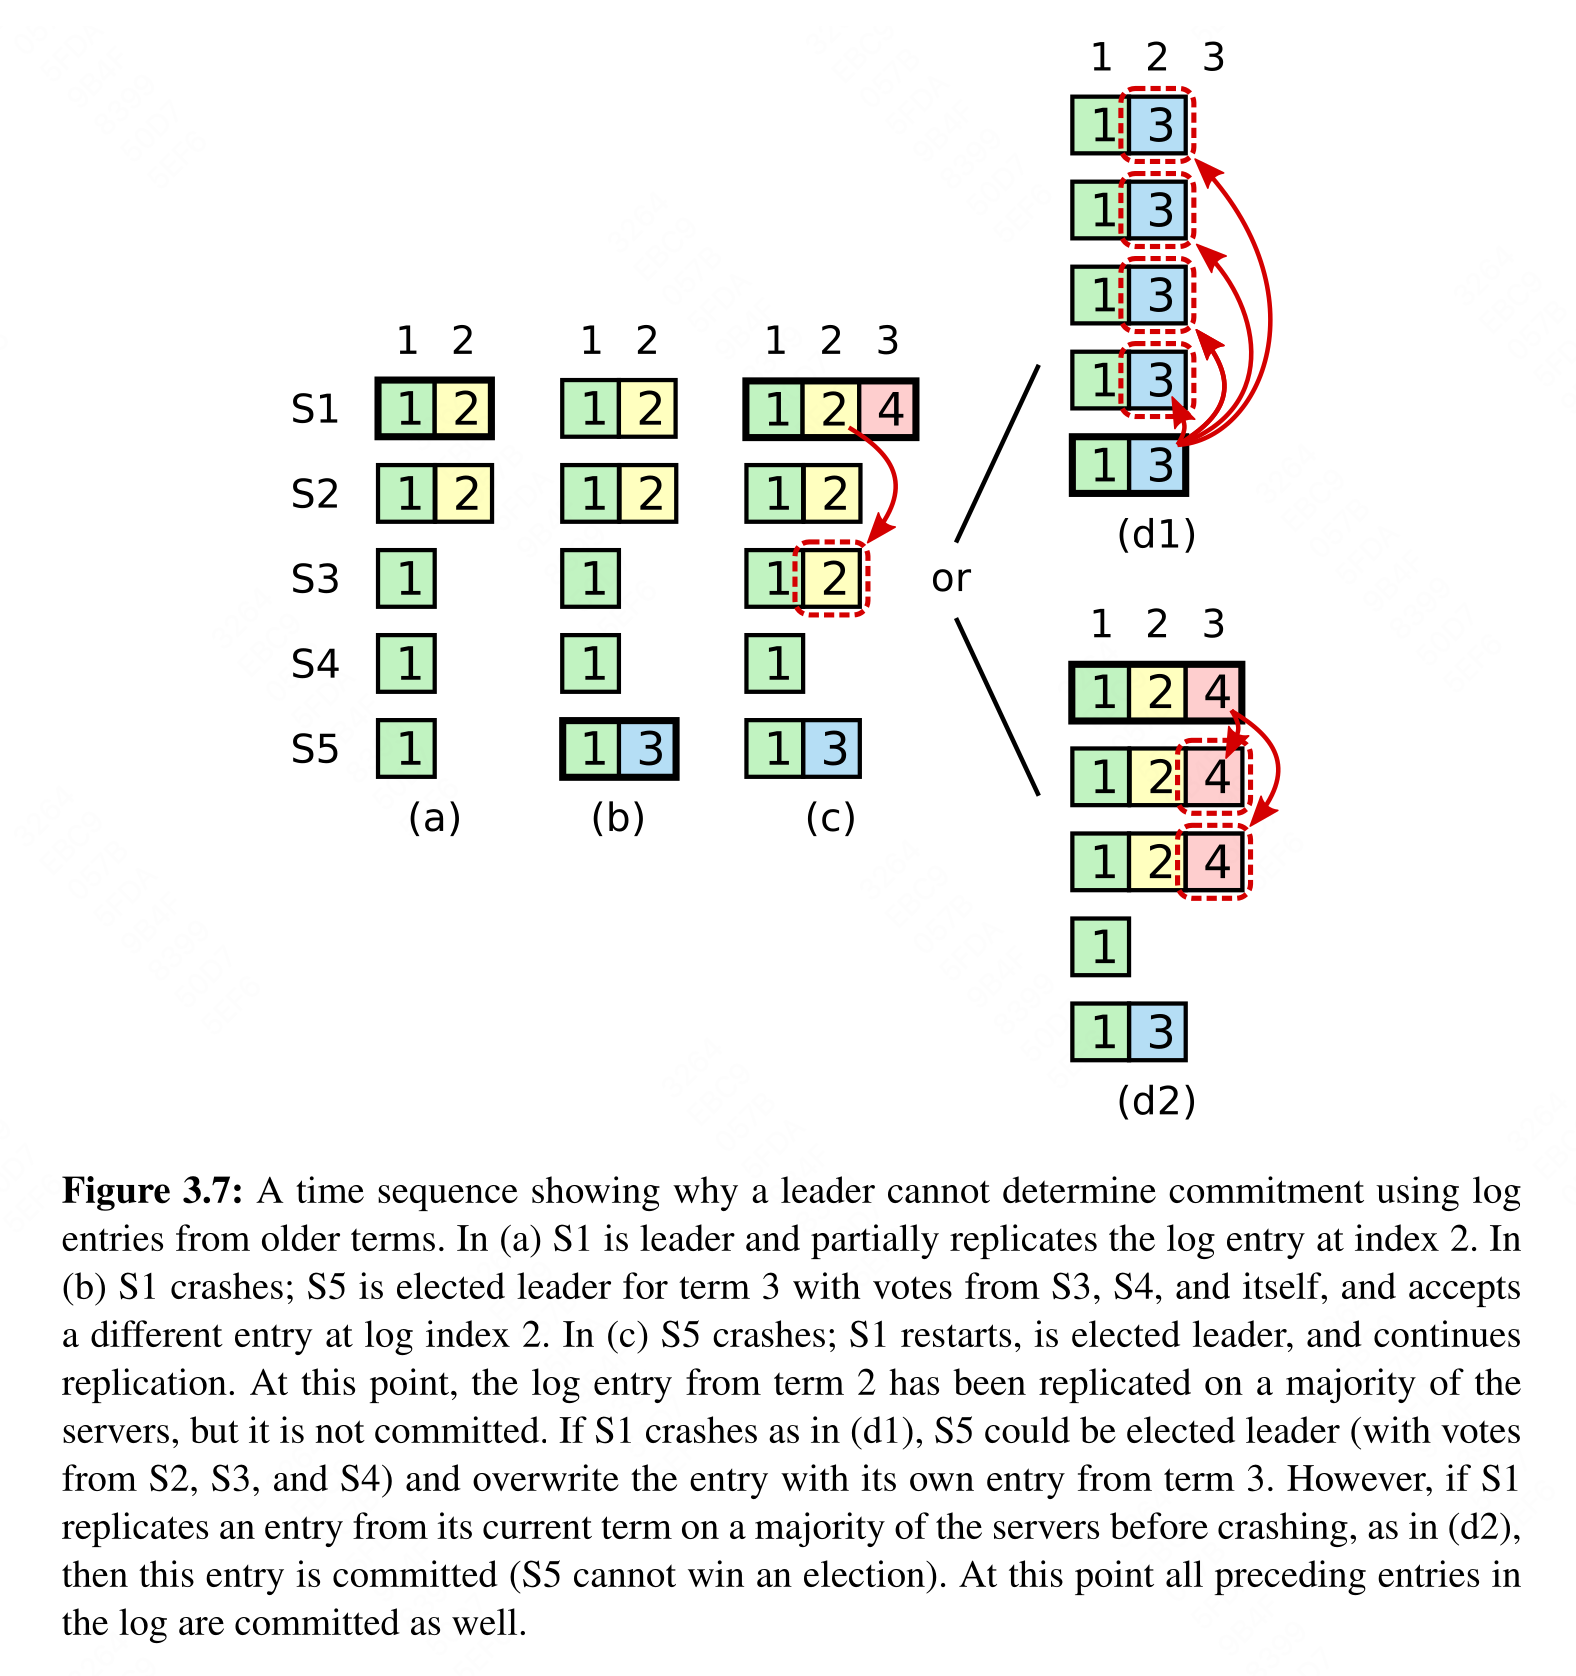 1 2 3
1 3
1 3
1 3
1 3
1 3
(d1)
1 2 1 2 1 2 3
S1 1 2 1 2 1 2 4
S2 1 2 1 2 1 2
S3 1 1 1 2
or
S4 1 1 1
S5 1 1 3 1 3
(a) (b) (c)
1 2 3
1 2 4
1 2 4
1 2 4
1
1 3
(d2)
Figure 3.7: A time sequence showing why a leader cannot determine commitment using log
entries from older terms. In (a) S1 is leader and partially replicates the log entry at index 2. In
(b) S1 crashes; S5 is elected leader for term 3 with votes from S3, S4, and itself, and accepts
a different entry at log index 2. In (c) S5 crashes; S1 restarts, is elected leader, and continues
replication. At this point, the log entry from term 2 has been replicated on a majority of the
servers, but it is not committed. If S1 crashes as in (d1), S5 could be elected leader (with votes
from S2, S3, and S4) and overwrite the entry with its own entry from term 3. However, if S1
replicates an entry from its current term on a majority of the servers before crashing, as in (d2),
then this entry is committed (S5 cannot win an election). At this point all preceding entries in
the log are committed as well.